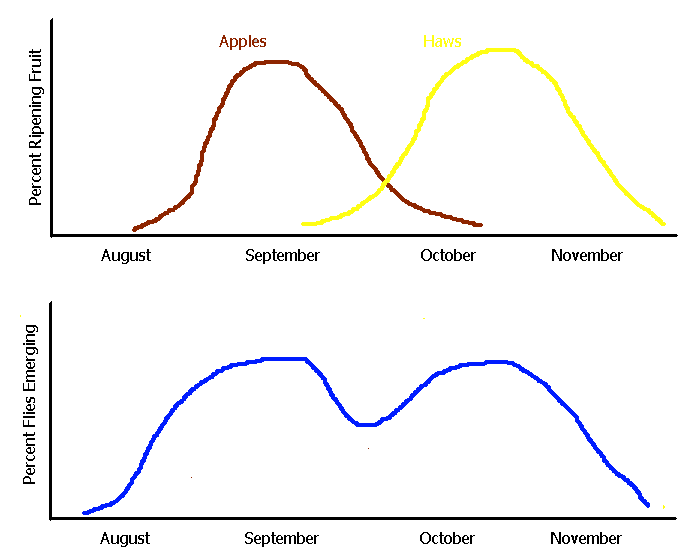 Apples
Haws
Percent Ripening Fruit
August September October November
Percent Flies Emerging
August September October November